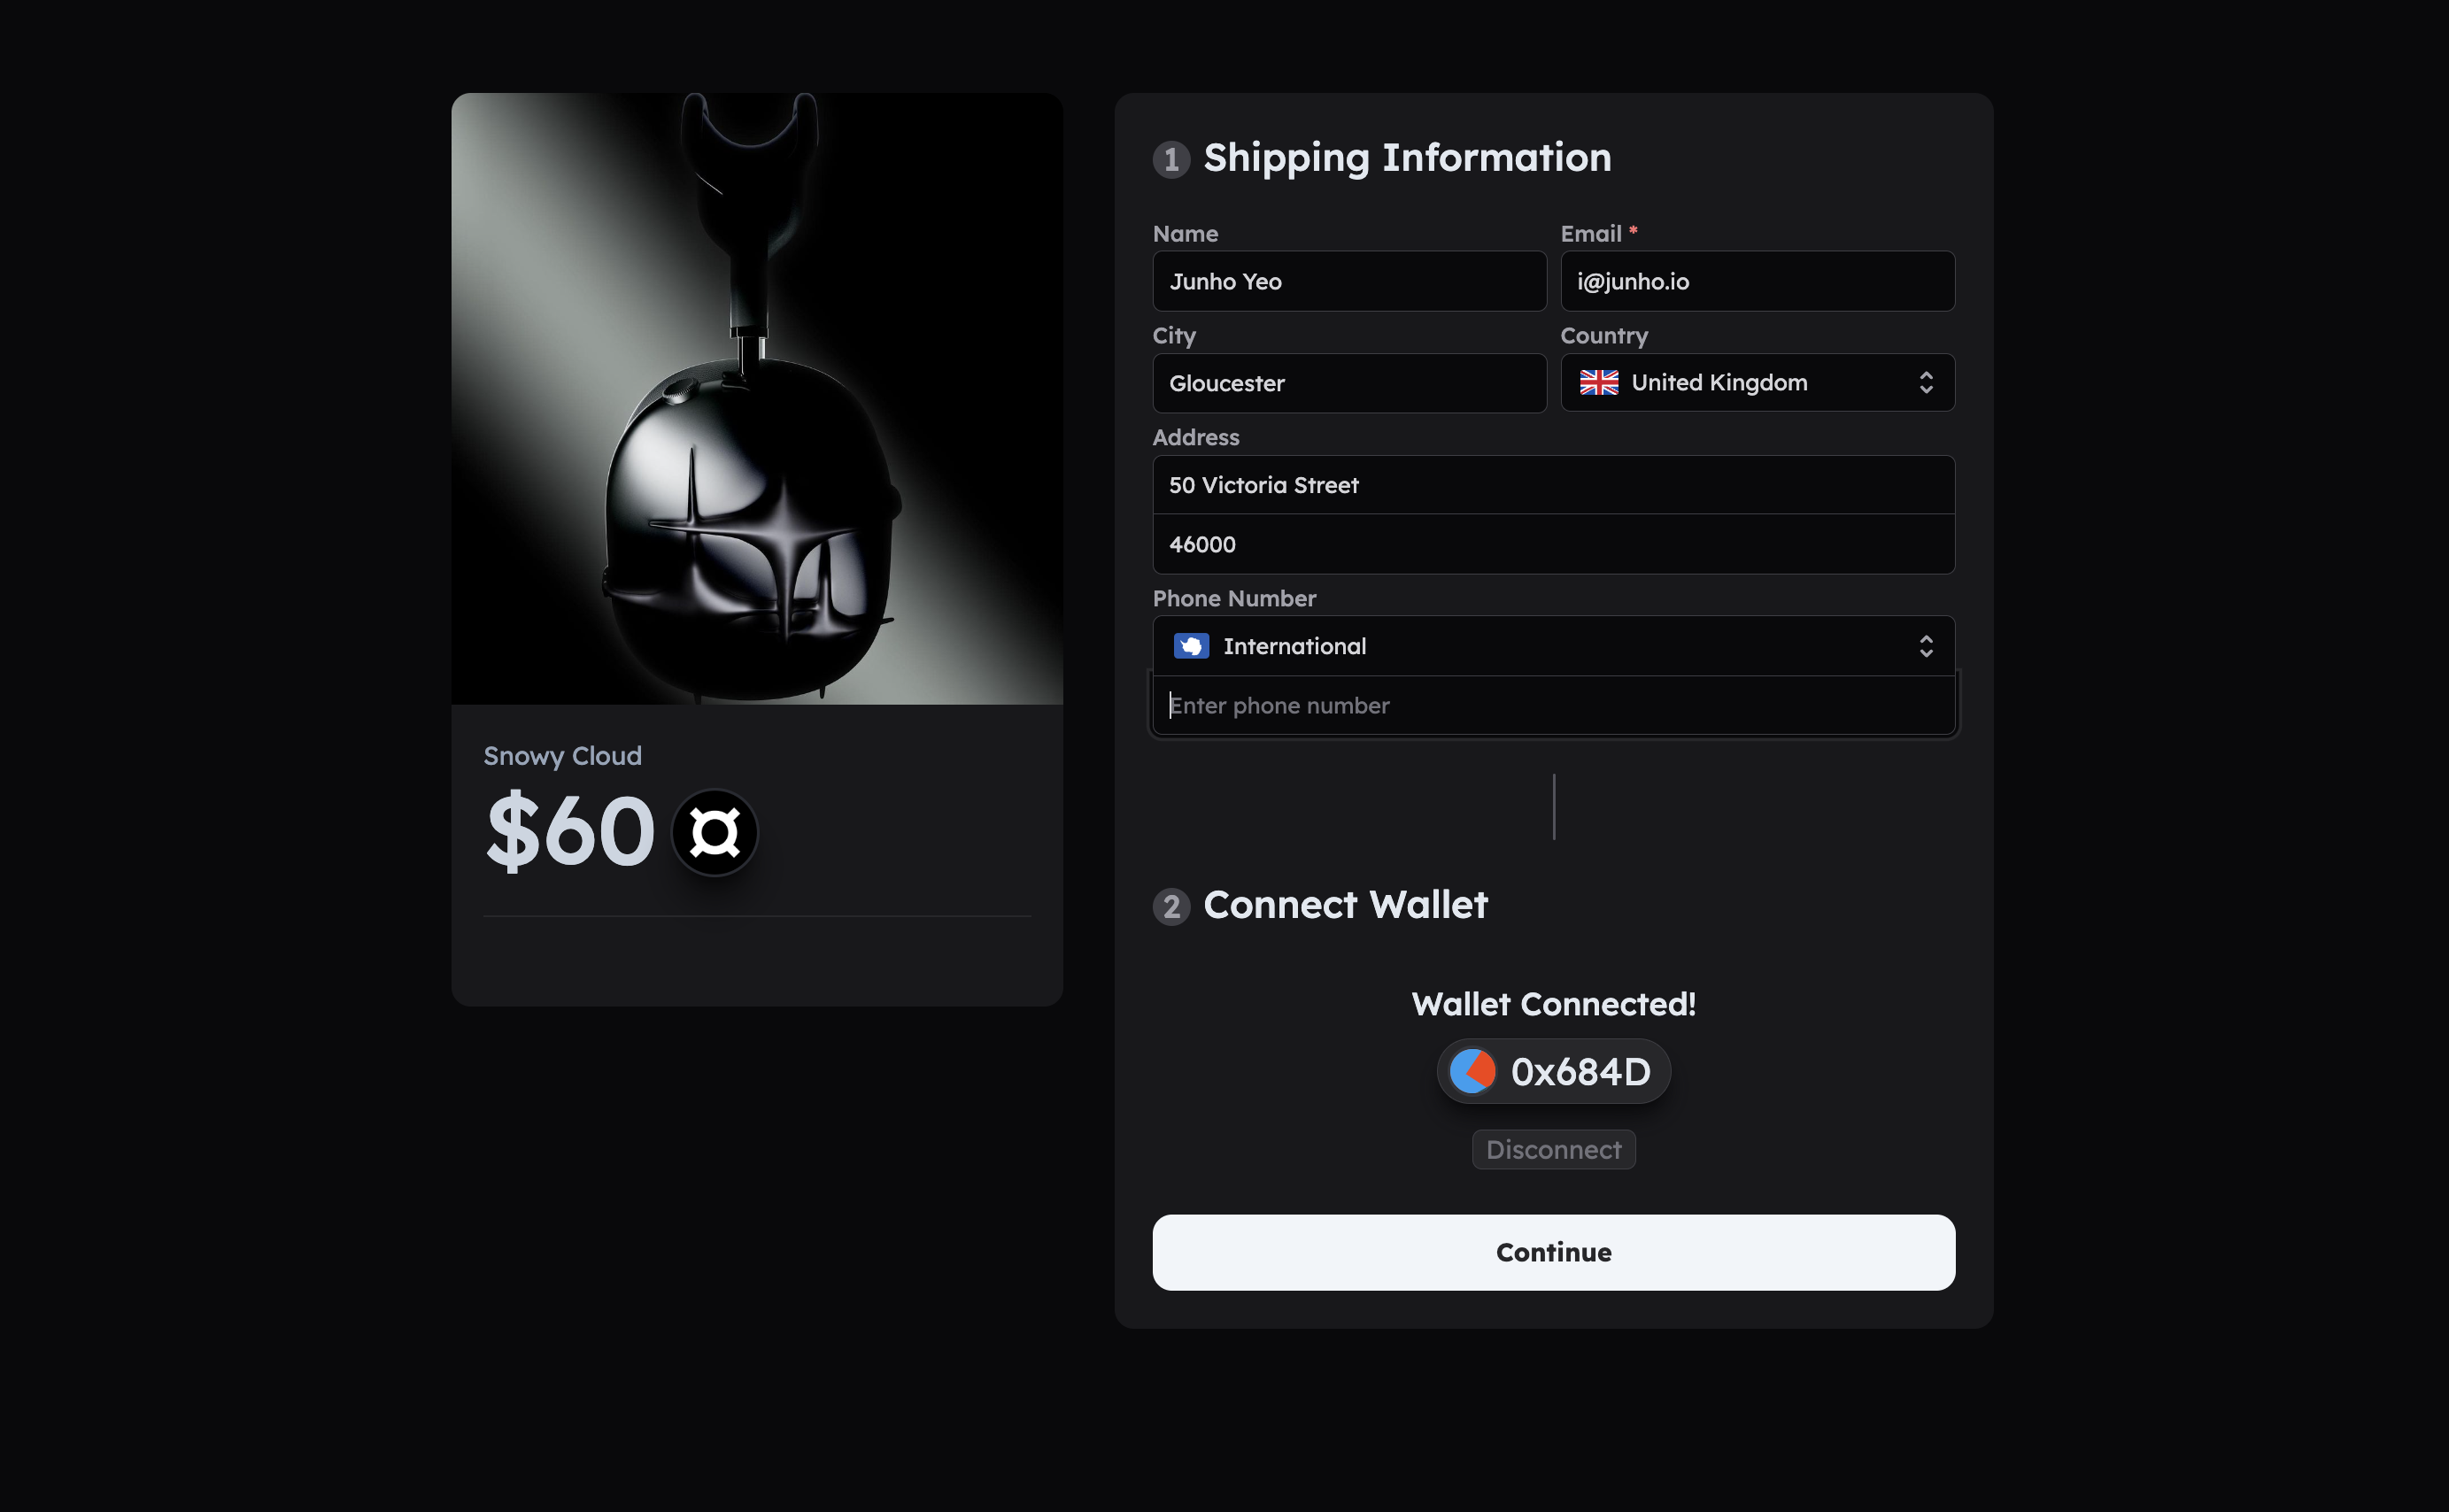 Snowy Cloud
$60
1 Shipping Information
Name
Email *
Junho Yeo
i@junho.io
City
Country
Gloucester
United Kingdom
Address
50 Victoria Street
46000
Phone Number
International
Enter phone number
2 Connect Wallet
Wallet Connected!
0x684D
Disconnect
Continue